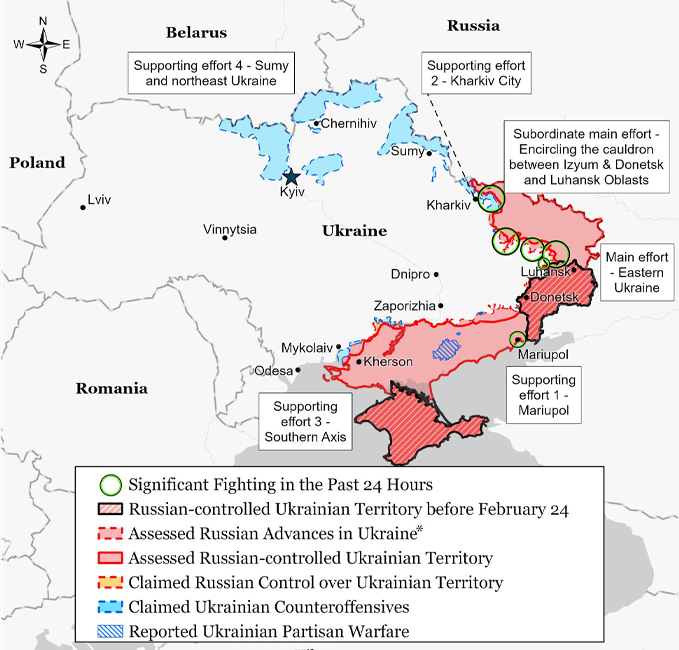 N
W E
S
Belarus
Russia
Supporting effort 4 - Sumy
and northeast Ukraine
Supporting effort
2 - Kharkiv City
Chernihiv
Subordinate main effort -
Encircling the cauldron
between Izyum & Donetsk
and Luhansk Oblasts
Sumy
Poland
Kyiv
Lviv
Kharkiv
Vinnytsia
Ukraine
Main effort
- Eastern
Ukraine
Dnipro
Luhansk
Donetsk
Zaporizhia
Mykolaiv
Kherson
Mariupol
Odesa
Romania
Supporting
effort 1 -
Mariupol
Supporting
effort 3 -
Southern Axis
Significant Fighting in the Past 24 Hours
Russian-controlled Ukrainian Territory before February 24
Assessed Russian Advances in Ukraine*
Assessed Russian-controlled Ukrainian Territory
Claimed Russian Control over Ukrainian Territory
Claimed Ukrainian Counteroffensives
Reported Ukrainian Partisan Warfare